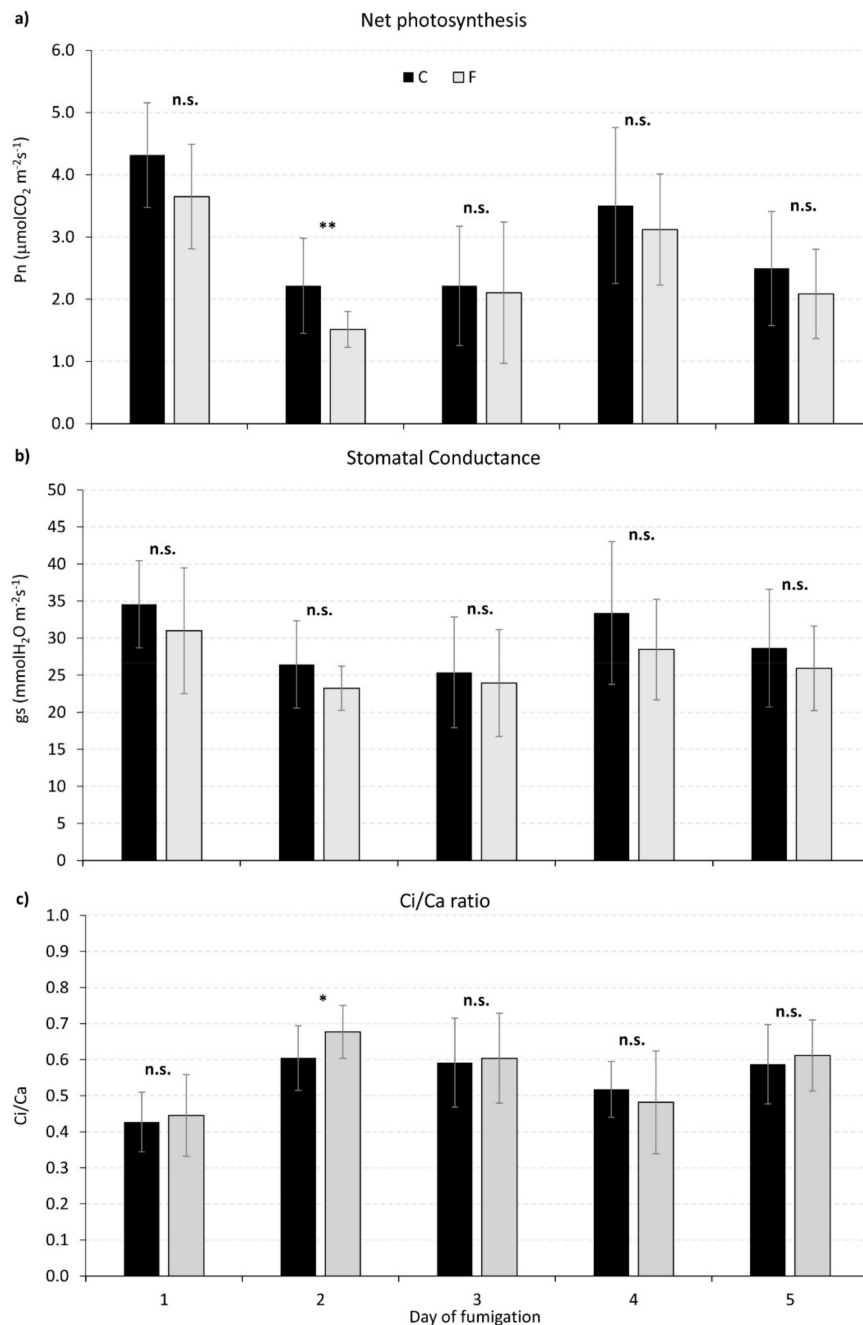 a) Net photosynthesis
6.0
5.0
4.0
3.0
2.0
1.0
0.0
Pn (µmolCO₂ m⁻²s⁻¹)
C F
n.s.
**
n.s.
n.s.
n.s.
b) Stomatal Conductance
50
45
40
35
30
25
20
15
10
5
0
gs (mmolH₂O m⁻²s⁻¹)
n.s.
n.s.
n.s.
n.s.
n.s.
c) Ci/Ca ratio
1.0
0.9
0.8
0.7
0.6
0.5
0.4
0.3
0.2
0.1
0.0
Ci/Ca
n.s.
*
n.s.
n.s.
n.s.
1 2 3 4 5
Day of fumigation